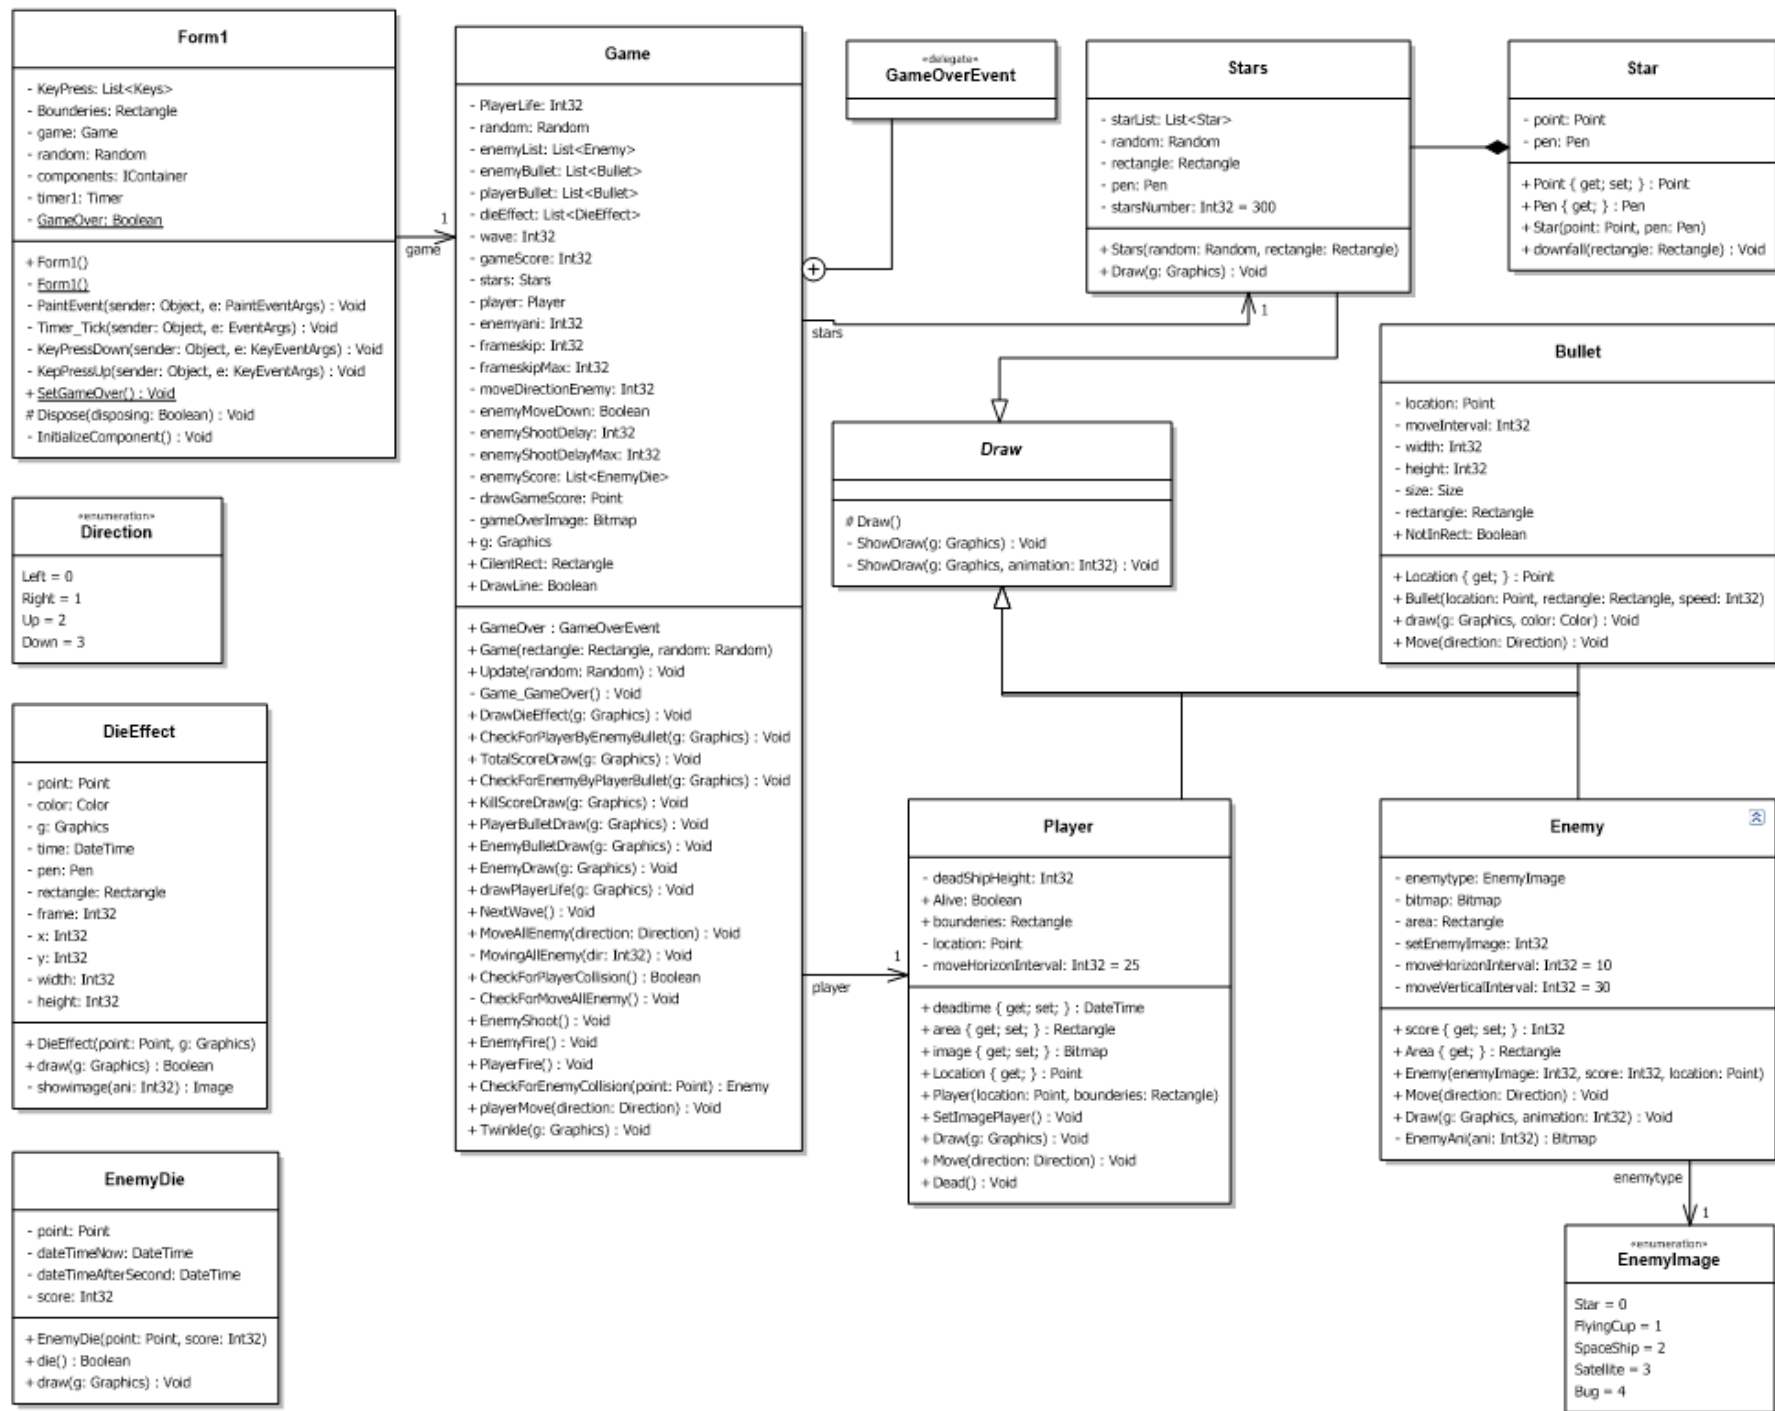 Form1
- KeyPress: List<Keys>
- Bounderies: Rectangle
- game: Game
- random: Random
- components: IContainer
- timer1: Timer
- GameOver: Boolean
+ Form1()
- Form1()
- PaintEvent(sender: Object, e: PaintEventArgs) : Void
- Timer_Tick(sender: Object, e: EventArgs) : Void
- KeyPressDown(sender: Object, e: KeyEventArgs) : Void
- KepPressUp(sender: Object, e: KeyEventArgs) : Void
+ SetGameOver() : Void
# Dispose(disposing: Boolean) : Void
- InitializeComponent() : Void
1
game
«enumeration»
Direction
Left = 0
Right = 1
Up = 2
Down = 3
DieEffect
- point: Point
- color: Color
- g: Graphics
- time: DateTime
- pen: Pen
- rectangle: Rectangle
- frame: Int32
- x: Int32
- y: Int32
- width: Int32
- height: Int32
+ DieEffect(point: Point, g: Graphics)
+ draw(g: Graphics) : Boolean
- showimage(ani: Int32) : Image
EnemyDie
- point: Point
- dateTimeNow: DateTime
- dateTimeAfterSecond: DateTime
- score: Int32
+ EnemyDie(point: Point, score: Int32)
+ die() : Boolean
+ draw(g: Graphics) : Void
Game
- PlayerLife: Int32
- random: Random
- enemyList: List<Enemy>
- enemyBullet: List<Bullet>
- playerBullet: List<Bullet>
- dieEffect: List<DieEffect>
- wave: Int32
- gameScore: Int32
- stars: Stars
- player: Player
- enemyani: Int32
- frameskip: Int32
- frameskipMax: Int32
- moveDirectionEnemy: Int32
- enemyMoveDown: Boolean
- enemyShootDelay: Int32
- enemyShootDelayMax: Int32
- enemyScore: List<EnemyDie>
- drawGameScore: Point
- gameOverImage: Bitmap
+ g: Graphics
+ CilentRect: Rectangle
+ DrawLine: Boolean
+ GameOver : GameOverEvent
+ Game(rectangle: Rectangle, random: Random)
+ Update(random: Random) : Void
- Game_GameOver() : Void
+ DrawDieEffect(g: Graphics) : Void
+ CheckForPlayerByEnemyBullet(g: Graphics) : Void
+ TotalScoreDraw(g: Graphics) : Void
+ CheckForEnemyByPlayerBullet(g: Graphics) : Void
+ KillScoreDraw(g: Graphics) : Void
+ PlayerBulletDraw(g: Graphics) : Void
+ EnemyBulletDraw(g: Graphics) : Void
+ EnemyDraw(g: Graphics) : Void
+ drawPlayerLife(g: Graphics) : Void
+ NextWave() : Void
+ MoveAllEnemy(direction: Direction) : Void
- MovingAllEnemy(dir: Int32) : Void
+ CheckForPlayerCollision() : Boolean
- CheckForMoveAllEnemy() : Void
+ EnemyShoot() : Void
+ EnemyFire() : Void
+ PlayerFire() : Void
+ CheckForEnemyCollision(point: Point) : Enemy
+ playerMove(direction: Direction) : Void
+ Twinkle(g: Graphics) : Void
«delegate»
GameOverEvent
stars
1
player
1
Stars
- starList: List<Star>
- random: Random
- rectangle: Rectangle
- pen: Pen
- starsNumber: Int32 = 300
+ Stars(random: Random, rectangle: Rectangle)
+ Draw(g: Graphics) : Void
Star
- point: Point
- pen: Pen
+ Point { get; set; } : Point
+ Pen { get; } : Pen
+ Star(point: Point, pen: Pen)
+ downfall(rectangle: Rectangle) : Void
Draw
# Draw()
- ShowDraw(g: Graphics) : Void
- ShowDraw(g: Graphics, animation: Int32) : Void
Bullet
- location: Point
- moveInterval: Int32
- width: Int32
- height: Int32
- size: Size
- rectangle: Rectangle
+ NotInRect: Boolean
+ Location { get; } : Point
+ Bullet(location: Point, rectangle: Rectangle, speed: Int32)
+ draw(g: Graphics, color: Color) : Void
+ Move(direction: Direction) : Void
Player
- deadShipHeight: Int32
+ Alive: Boolean
+ bounderies: Rectangle
- location: Point
- moveHorizonInterval: Int32 = 25
+ deadtime { get; set; } : DateTime
+ area { get; set; } : Rectangle
+ image { get; set; } : Bitmap
+ Location { get; } : Point
+ Player(location: Point, bounderies: Rectangle)
+ SetImagePlayer() : Void
+ Draw(g: Graphics) : Void
+ Move(direction: Direction) : Void
+ Dead() : Void
Enemy
- enemytype: EnemyImage
- bitmap: Bitmap
- area: Rectangle
- setEnemyImage: Int32
- moveHorizonInterval: Int32 = 10
- moveVerticalInterval: Int32 = 30
+ score { get; set; } : Int32
+ Area { get; } : Rectangle
+ Enemy(enemyImage: Int32, score: Int32, location: Point)
+ Move(direction: Direction) : Void
+ Draw(g: Graphics, animation: Int32) : Void
- EnemyAni(ani: Int32) : Bitmap
enemytype
1
«enumeration»
EnemyImage
Star = 0
FlyingCup = 1
SpaceShip = 2
Satellite = 3
Bug = 4